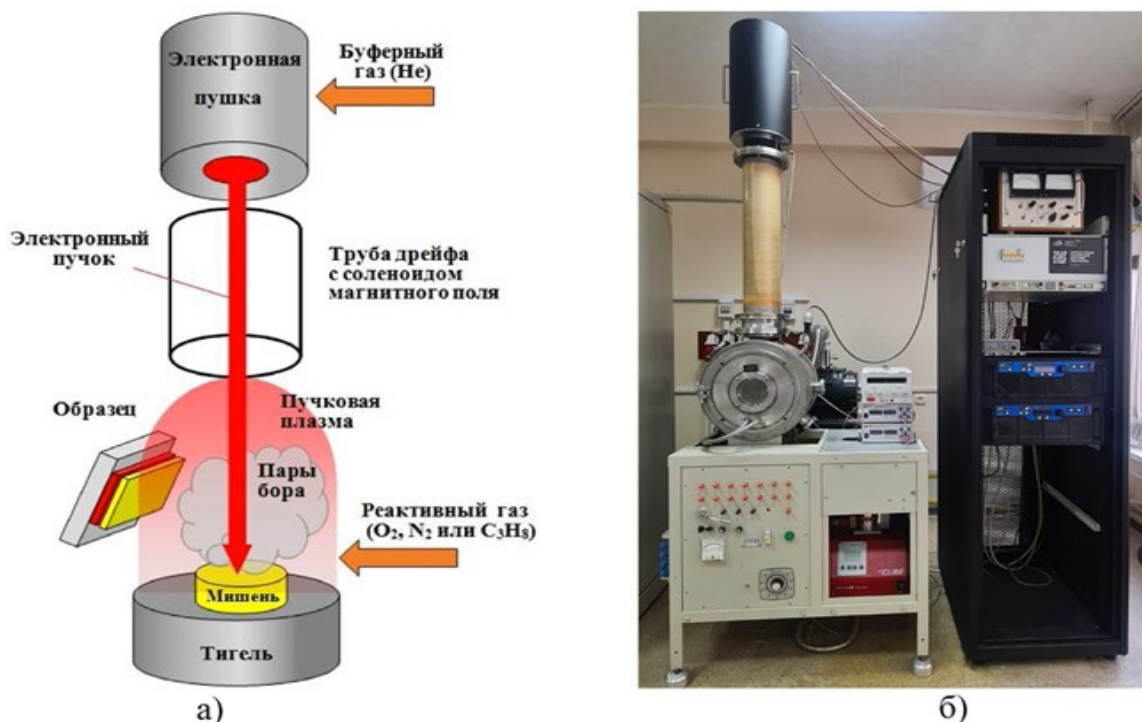 Электронная
пушка
Буферный
газ (He)
Электронный
пучок
Труба дрейфа
с соленоидом
магнитного поля
Образец
Пучковая
плазма
Пары
бора
Реактивный газ
(O₂, N₂ или C₃H₈)
Мишень
Тигель
а)
б)